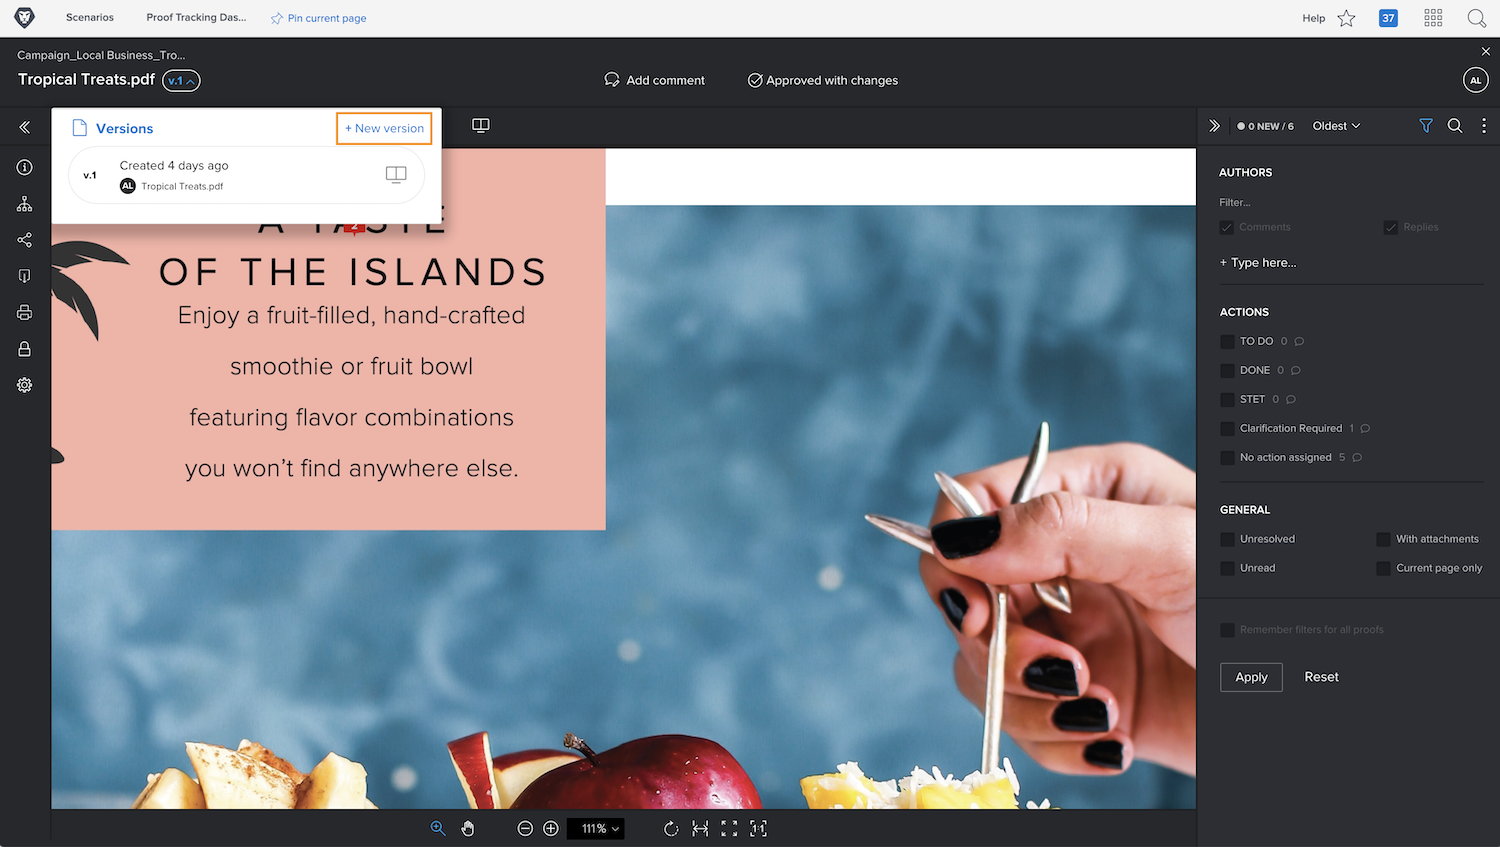 Scenarios
Proof Tracking Das...
Pin current page
Help
37
Campaign_Local Business_Tro...
Tropical Treats.pdf
v.1
Add comment
Approved with changes
AL
Versions
+ New version
v.1
Created 4 days ago
AL
Tropical Treats.pdf
0 NEW / 6
Oldest
A TASTE
2
OF THE ISLANDS
Enjoy a fruit-filled, hand-crafted
smoothie or fruit bowl
featuring flavor combinations
you won't find anywhere else.
AUTHORS
Filter...
Comments
Replies
+ Type here...
ACTIONS
TO DO 0
DONE 0
STET 0
Clarification Required 1
No action assigned 5
GENERAL
Unresolved
With attachments
Unread
Current page only
Remember filters for all proofs
Apply
Reset
111%
1:1